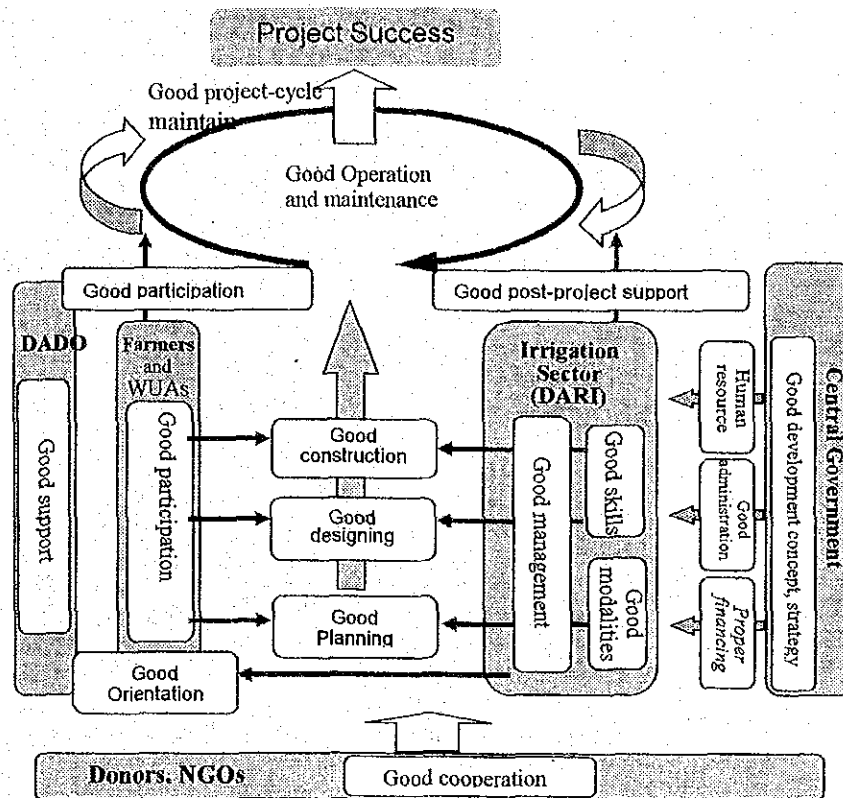 Project Success
Good project-cycle
maintain
Good Operation
and maintenance
Good participation
Good post-project support
DADO
Good support
Farmers
and
WUAs
Good participation
Good
construction
Good
designing
Good
Planning
Good
Orientation
Irrigation
Sector
(DARI)
Good management
Good skills
Good
modalities
Human
resource
Good
administration
Proper
financing
Good development concept, strategy
Central Government
Donors. NGOs
Good cooperation